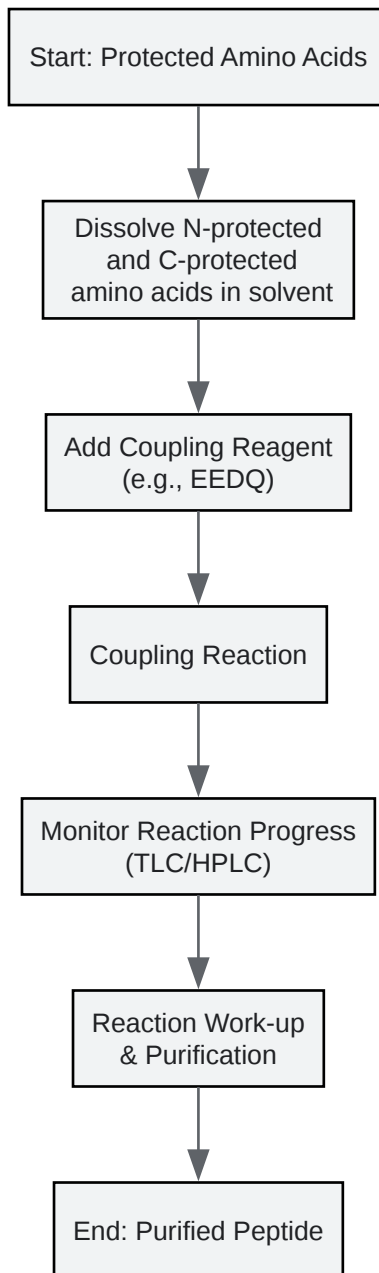 Start: Protected Amino Acids
Dissolve N-protected
and C-protected
amino acids in solvent
Add Coupling Reagent
(e.g., EEDQ)
Coupling Reaction
Monitor Reaction Progress
(TLC/HPLC)
Reaction Work-up
& Purification
End: Purified Peptide